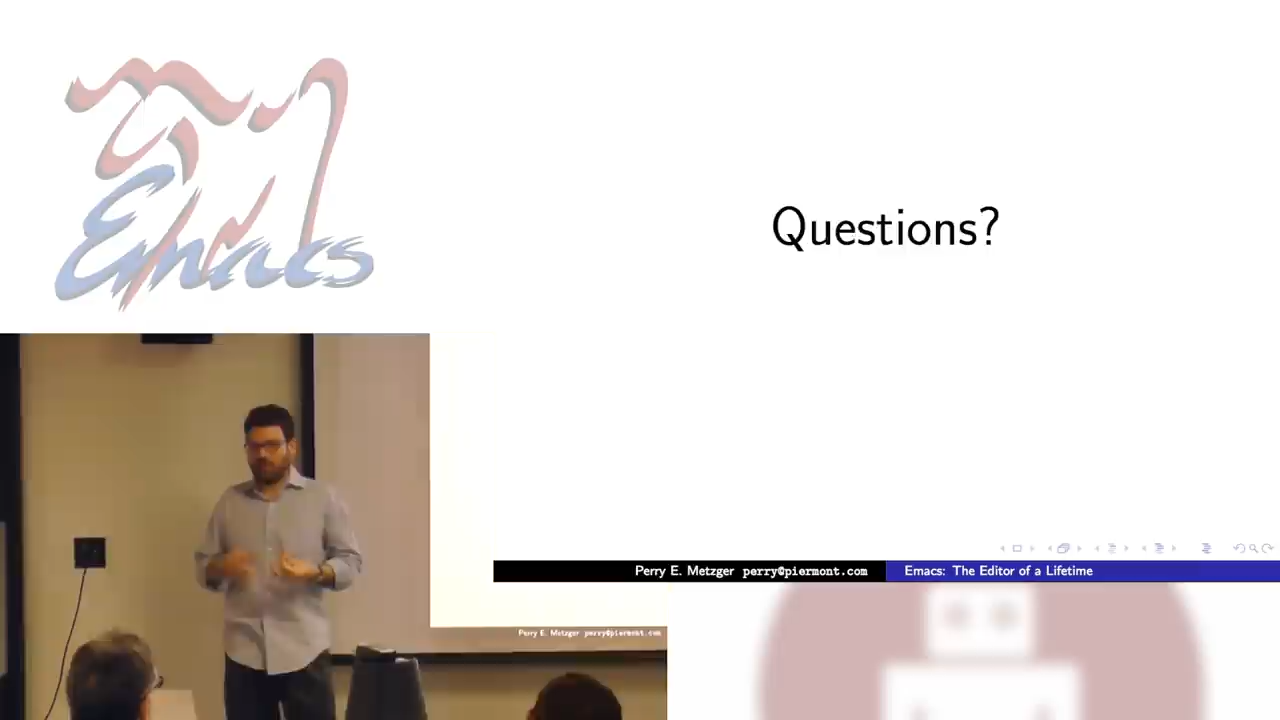 Emacs
Questions?
Perry E. Metzger perry@piermont.com
Emacs: The Editor of a Lifetime
Perry E. Metzger perry@piermont.com